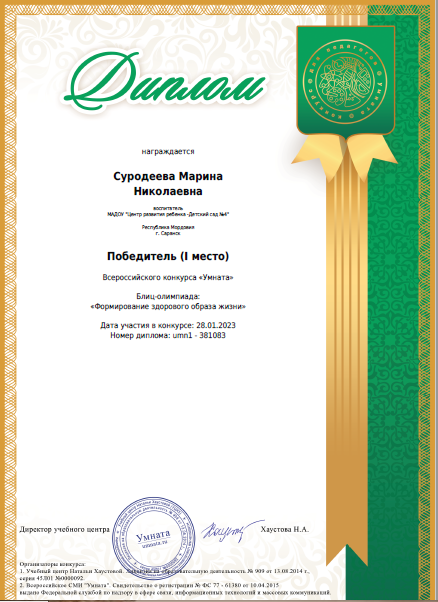 Диплом
награждается
Суродеева Марина
Николаевна
воспитатель
МАДОУ "Центр развития ребенка -Детский сад №4"
Республика Мордовия
г. Саранск
Победитель (I место)
Всероссийского конкурса «Умната»
Блиц-олимпиада:
«Формирование здорового образа жизни»
Дата участия в конкурсе: 28.01.2023
Номер диплома: umn1 - 381083
Директор учебного центра
Умната
umnata.ru
Хаустова Н.А.
Организаторы конкурса:
1. Учебный центр Натальи Хаустовой. Лицензия на образовательную деятельность № 909 от 13.08.2014 г.,
серия 45Л01 №0000092.
2. Всероссийское СМИ "Умната". Свидетельство о регистрации № ФС 77 - 61380 от 10.04.2015
выдано Федеральной службой по надзору в сфере связи, информационных технологий и массовых коммуникаций.